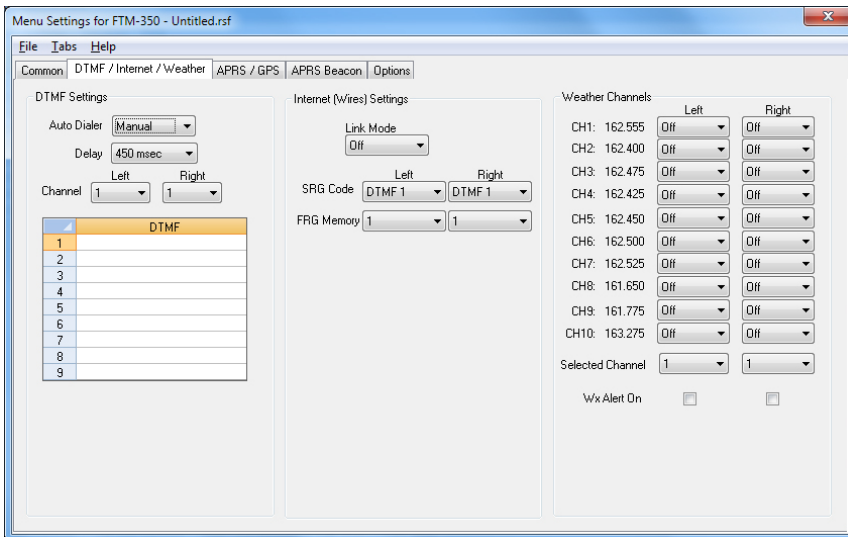 Menu Settings for FTM-350 - Untitled.rsf
File Tabs Help
Common DTMF / Internet / Weather APRS / GPS APRS Beacon Options
DTMF Settings
Auto Dialer Manual
Delay 450 msec
Left Right
Channel 1 1
DTMF
1
2
3
4
5
6
7
8
9
Internet (Wires) Settings
Link Mode
Off
Left Right
SRG Code DTMF 1 DTMF 1
FRG Memory 1 1
Weather Channels
Left Right
CH1: 162.555 Off Off
CH2: 162.400 Off Off
CH3: 162.475 Off Off
CH4: 162.425 Off Off
CH5: 162.450 Off Off
CH6: 162.500 Off Off
CH7: 162.525 Off Off
CH8: 161.650 Off Off
CH9: 161.775 Off Off
CH10: 163.275 Off Off
Selected Channel 1 1
Wx Alert On